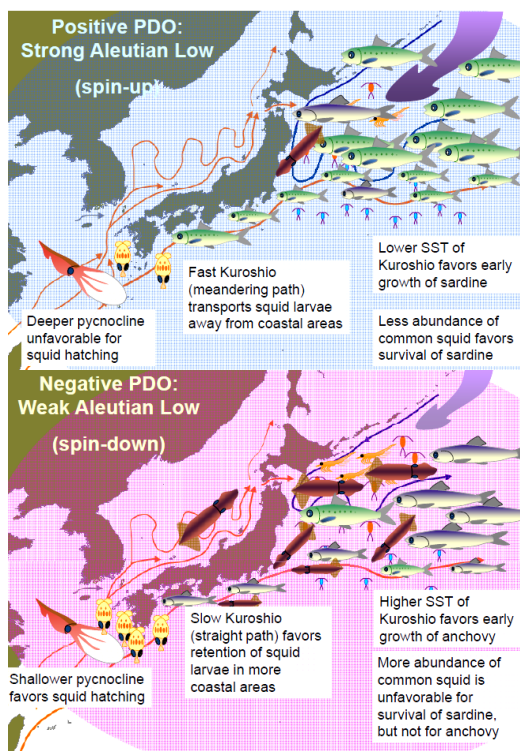 Positive PDO:
Strong Aleutian Low
(spin-up)
Fast Kuroshio
(meandering path)
transports squid larvae
away from coastal areas
Lower SST of
Kuroshio favors early
growth of sardine
Deeper pycnocline
unfavorable for
squid hatching
Less abundance of
common squid favors
survival of sardine
Negative PDO:
Weak Aleutian Low
(spin-down)
Slow Kuroshio
(straight path) favors
retention of squid
larvae in more
coastal areas
Higher SST of
Kuroshio favors early
growth of anchovy
Shallower pycnocline
favors squid hatching
More abundance of
common squid is
unfavorable for
survival of sardine,
but not for anchovy